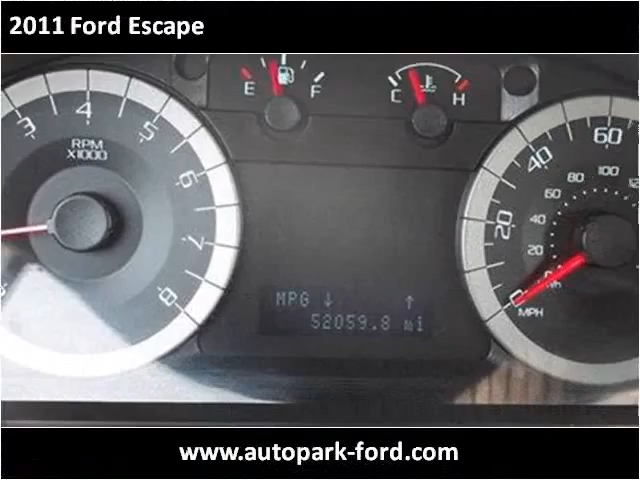 2011 Ford Escape
E F
C H
3 4 5 6 7 8
RPM
X1000
20 40 60
20 40 60 80 100
MPH
MPG ↓ ↑
52059.8 mi
www.autopark-ford.com